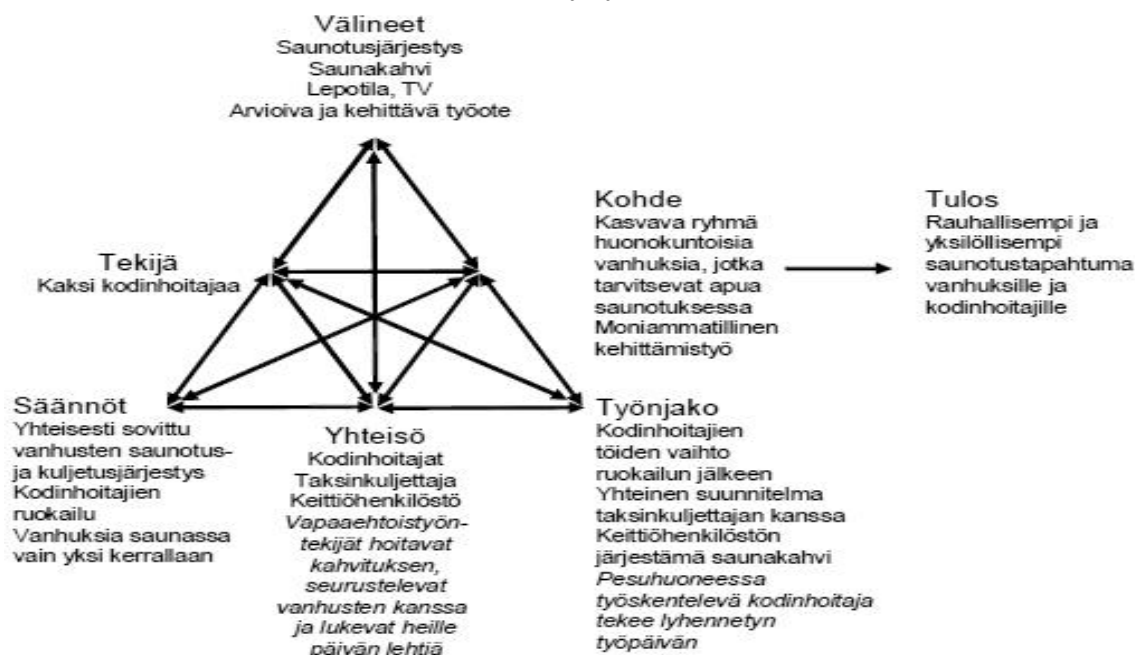 Välineet
Saunotusjärjestys
Saunakahvi
Lepotila, TV
Arvioiva ja kehittävä työote
Tekijä
Kaksi kodinhoitajaa
Kohde
Kasvava ryhmä
huonokuntoisia
vanhuksia, jotka
tarvitsevat apua
saunotuksessa
Moniammatillinen
kehittämistyö
Tulos
Rauhallisempi ja
yksilöllisempi
saunotustapahtuma
vanhuksille ja
kodinhoitajille
Säännöt
Yhteisesti sovittu
vanhusten saunotus-
ja kuljetusjärjestys
Kodinhoitajien
ruokailu
Vanhuksia saunassa
vain yksi kerrallaan
Yhteisö
Kodinhoitajat
Taksinkuljettaja
Keittiöhenkilöstö
Vapaaehtoistyön-
tekijät hoitavat
kahvituksen,
seurustelevat
vanhusten kanssa
ja lukevat heille
päivän lehtiä
Työnjako
Kodinhoitajien
töiden vaihto
ruokailun jälkeen
Yhteinen suunnitelma
taksinkuljettajan kanssa
Keittiöhenkilöstön
järjestämä saunakahvi
Pesuhuoneessa
työskentelevä kodinhoitaja
tekee lyhennetyn
työpäivän